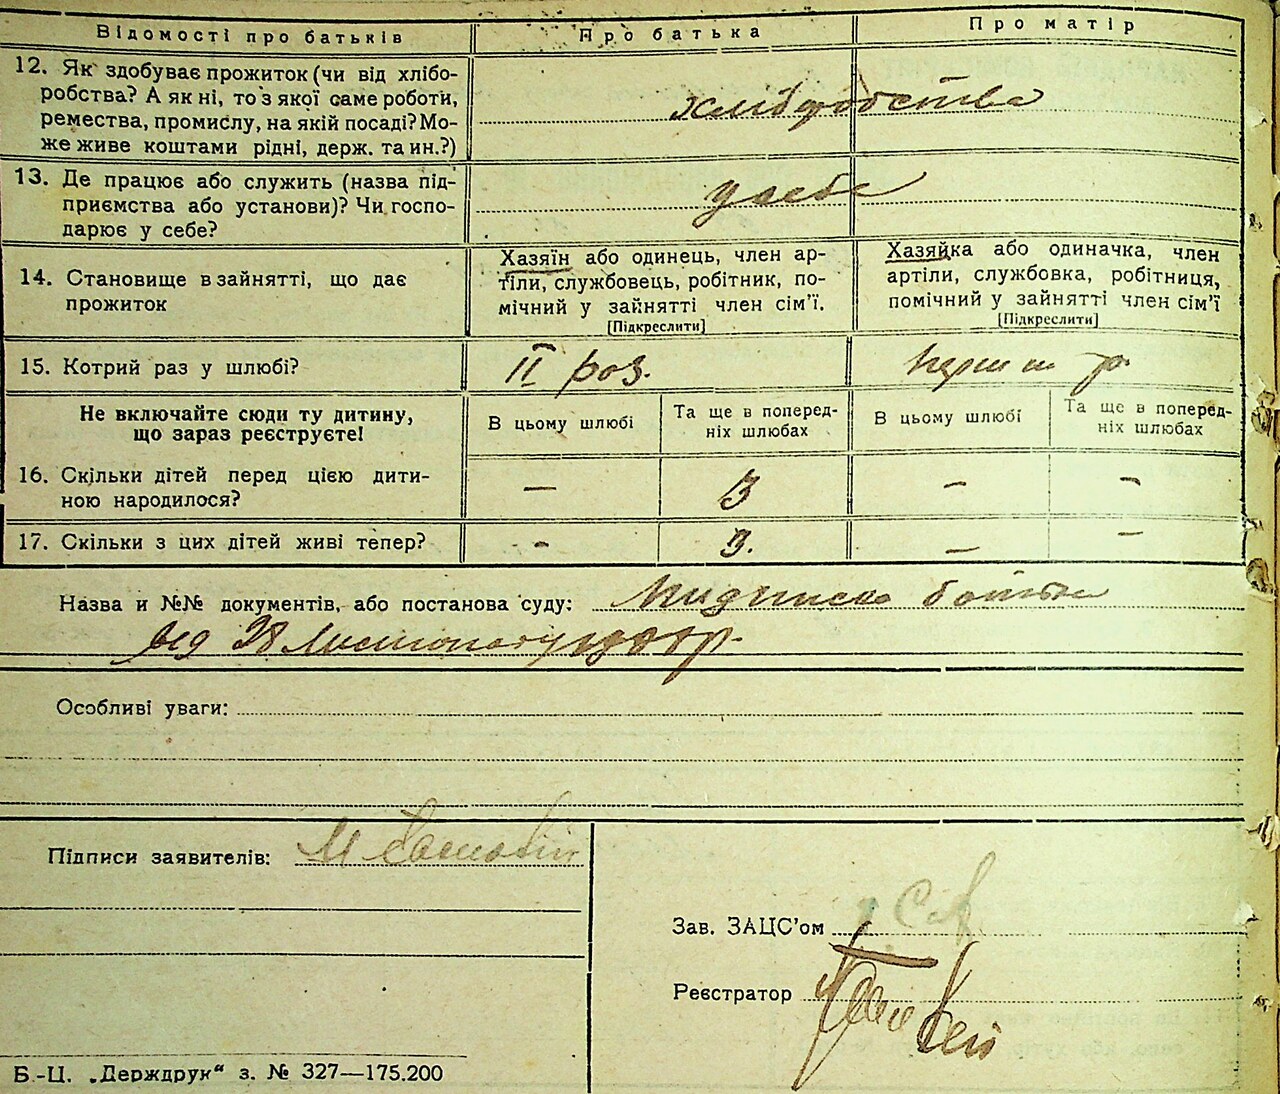 Відомості про батьків Про батька Про матір
12. Як здобуває прожиток (чи від хлібо-
робства? А як ні, то з якої саме роботи,
ремества, промислу, на якій посаді? Мо-
же живе коштами рідні, держ. та ин.?)
хліборобства
13. Де працює або служить (назва під-
приємства або установи)? Чи госпо-
дарює у себе?
у себе
14. Становище в зайнятті, що дає
прожиток
Хазяїн або одинець, член ар-
тіли, службовець, робітник, по-
мічний у зайнятті член сім'ї.
[Підкреслити]
Хазяйка або одиначка, член
артіли, службовка, робітниця,
помічний у зайнятті член сім'ї
[Підкреслити]
15. Котрий раз у шлюбі? II роз.
Не включайте сюди ту дитину,
що зараз реєструєте!
В цьому шлюбі
Та ще в поперед-
ніх шлюбах
В цьому шлюбі
Та ще в поперед-
ніх шлюбах
16. Скільки дітей перед цією дити-
ною народилося?
— 3 — -
17. Скільки з цих дітей живі тепер? - 3. — —
Назва и №№ документів, або постанова суду: батька
від 28 Листопаду
Особливі уваги:
Підписи заявителів: М
Зав. ЗАЦС'ом
Реєстратор
Б.-Ц. „Держдрук“ з. № 327—175.200